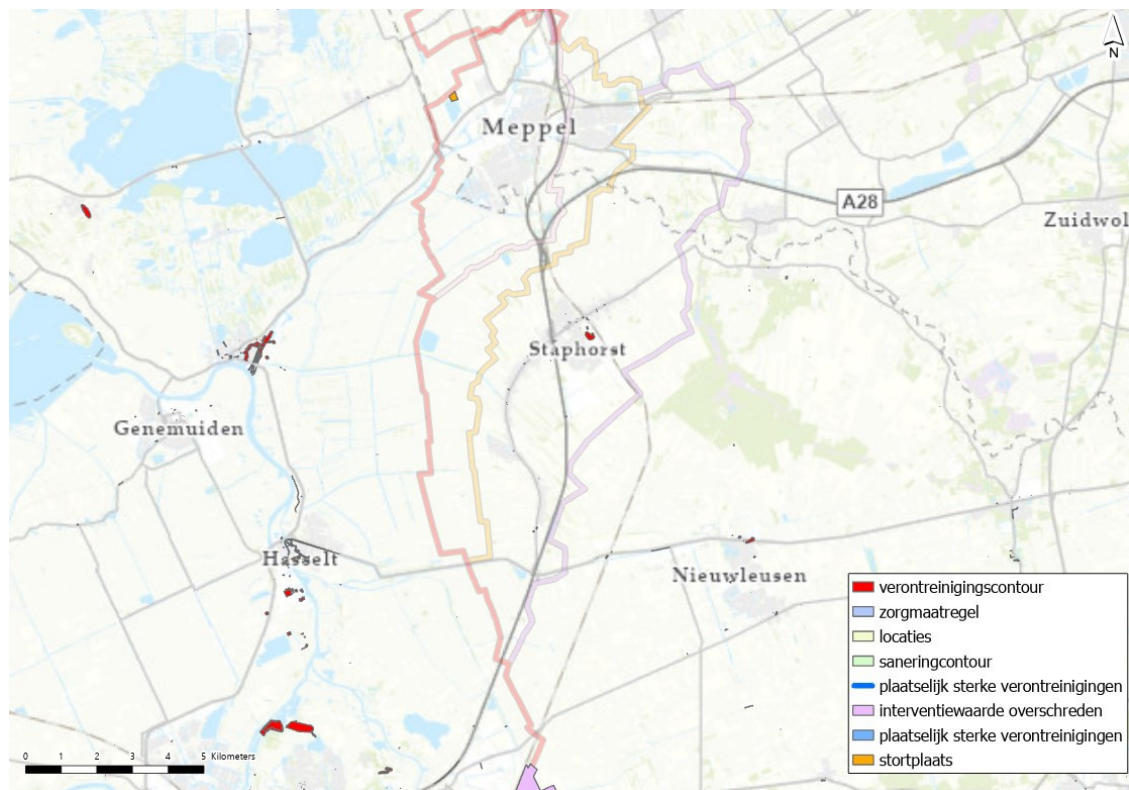 N
Meppel
A28
Zuidwol
Staphorst
Genemuiden
Hasselt
Nieuwleusen
verontreinigingscontour
zorgmaatregel
locaties
saneringcontour
plaatselijk sterke verontreinigingen
interventiewaarde overschreden
plaatselijk sterke verontreinigingen
stortplaats
0 1 2 3 4 5 Kilometers